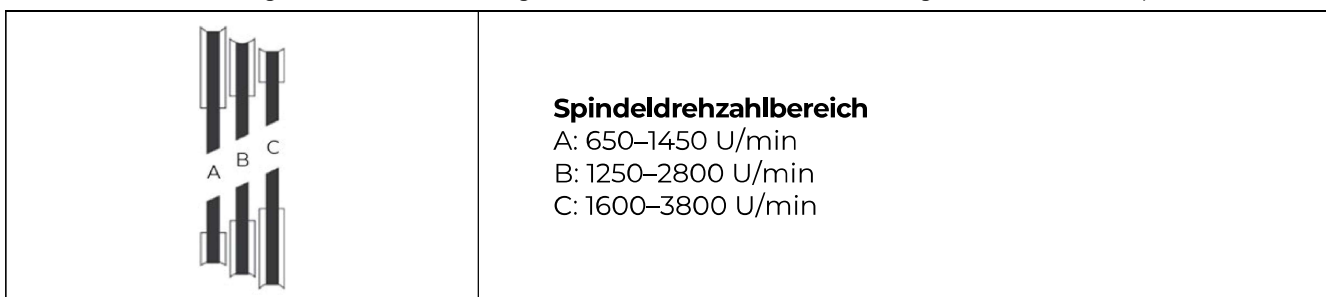 A
B
C
Spindeldrehzahlbereich
A: 650–1450 U/min
B: 1250–2800 U/min
C: 1600–3800 U/min